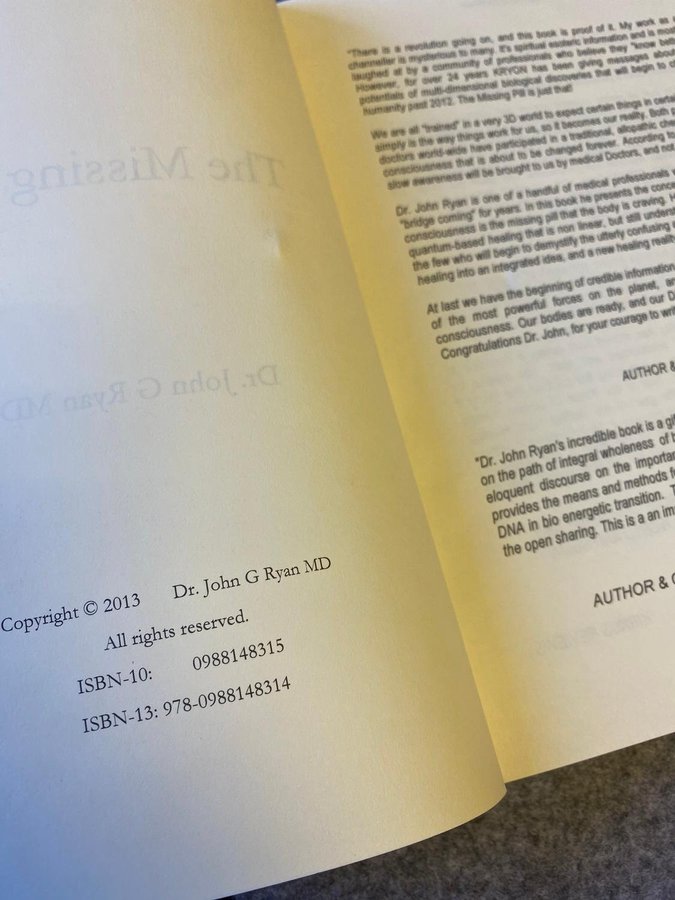 The Missing
Dr. John G Ryan MD
Copyright © 2013 Dr. John G Ryan MD
All rights reserved.
ISBN-10: 0988148315
ISBN-13: 978-0988148314
"There is a revolution going on, and this book is proof of it. My work as
channeller is mysterious to many. It's spiritual esoteric information and is
laughed at by a community of professionals who believe they "know
However, for over 24 years KRYON has been giving messages about
potentials of multi-dimensional biological discoveries that will begin to
humanity past 2012. The Missing Pill is just that!
We are all "trained" in a very 3D world to expect certain things in
simply is the way things work for us, so it becomes our reality. Both
doctors world-wide have participated in a traditional, allopathic
consciousness that is about to be changed forever. According to
slow awareness will be brought to us by medical Doctors, and not
Dr. John Ryan is one of a handful of medical professionals
"bridge coming" for years. In this book he presents the
consciousness is the missing pill that the body is craving.
quantum-based healing that is non linear, but still
the few who will begin to demystify the utterly confusing
healing into an integrated idea, and a new healing
At last we have the beginning of credible information
of the most powerful forces on the planet,
consciousness. Our bodies are ready, and our
Congratulations Dr. John, for your courage to
AUTHOR &
"Dr. John Ryan's incredible book is a
on the path of integral wholeness of
eloquent discourse on the
provides the means and methods
DNA in bio energetic transition.
the open sharing. This is a an
AUTHOR &